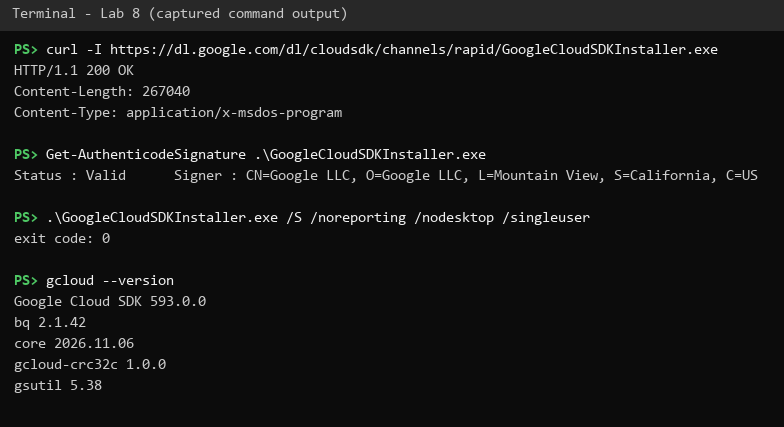 Terminal - Lab 8 (captured command output)
PS> curl -I https://dl.google.com/dl/cloudsdk/channels/rapid/GoogleCloudSDKInstaller.exe
HTTP/1.1 200 OK
Content-Length: 267040
Content-Type: application/x-msdos-program
PS> Get-AuthenticodeSignature .\GoogleCloudSDKInstaller.exe
Status : Valid      Signer : CN=Google LLC, O=Google LLC, L=Mountain View, S=California, C=US
PS> .\GoogleCloudSDKInstaller.exe /S /noreporting /nodesktop /singleuser
exit code: 0
PS> gcloud --version
Google Cloud SDK 593.0.0
bq 2.1.42
core 2026.11.06
gcloud-crc32c 1.0.0
gsutil 5.38